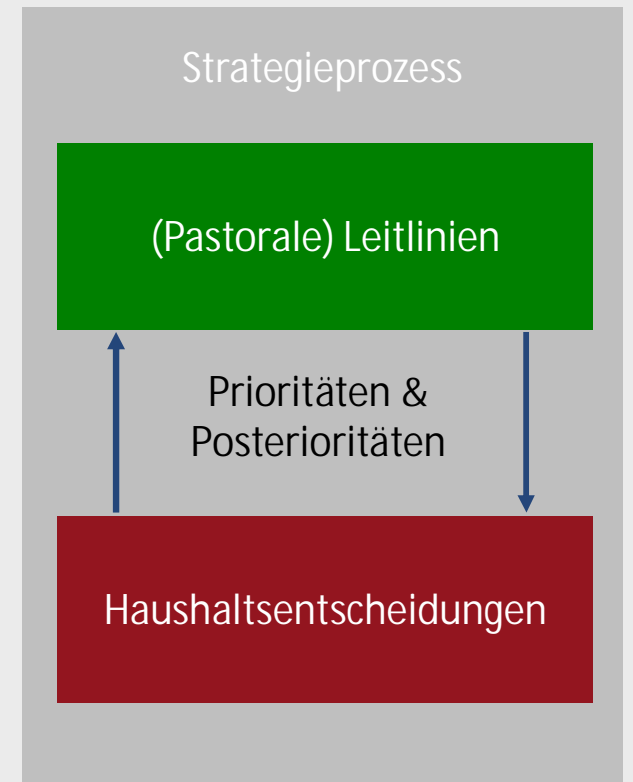 Strategieprozess
(Pastorale) Leitlinien
Prioritäten &
Posterioritäten
Haushaltsentscheidungen